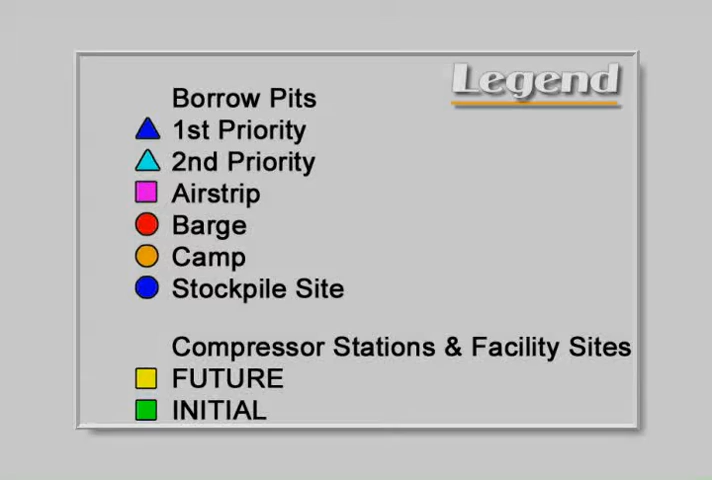 Legend
Borrow Pits
1st Priority
2nd Priority
Airstrip
Barge
Camp
Stockpile Site
Compressor Stations & Facility Sites
FUTURE
INITIAL